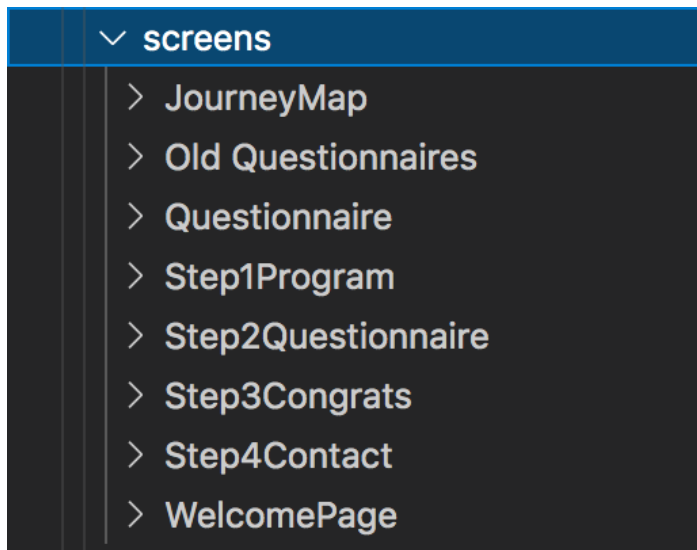 screens
JourneyMap
Old Questionnaires
Questionnaire
Step1Program
Step2Questionnaire
Step3Congrats
Step4Contact
WelcomePage